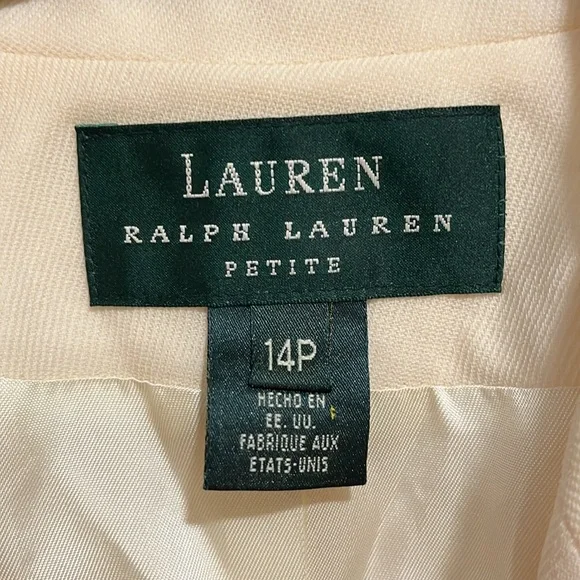 LAUREN
RALPH LAUREN
PETITE
14P
HECHO EN
EE. UU.
FABRIQUE AUX
ETATS-UNIS